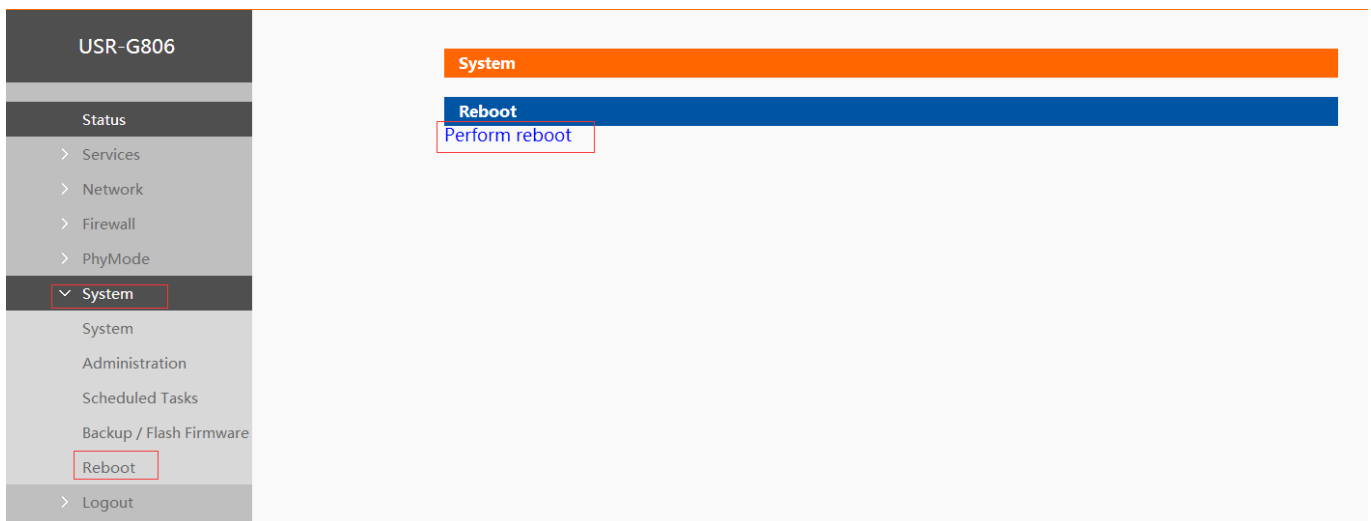 USR-G806
Status
Services
Network
Firewall
PhyMode
System
System
Administration
Scheduled Tasks
Backup / Flash Firmware
Reboot
Logout
System
Reboot
Perform reboot